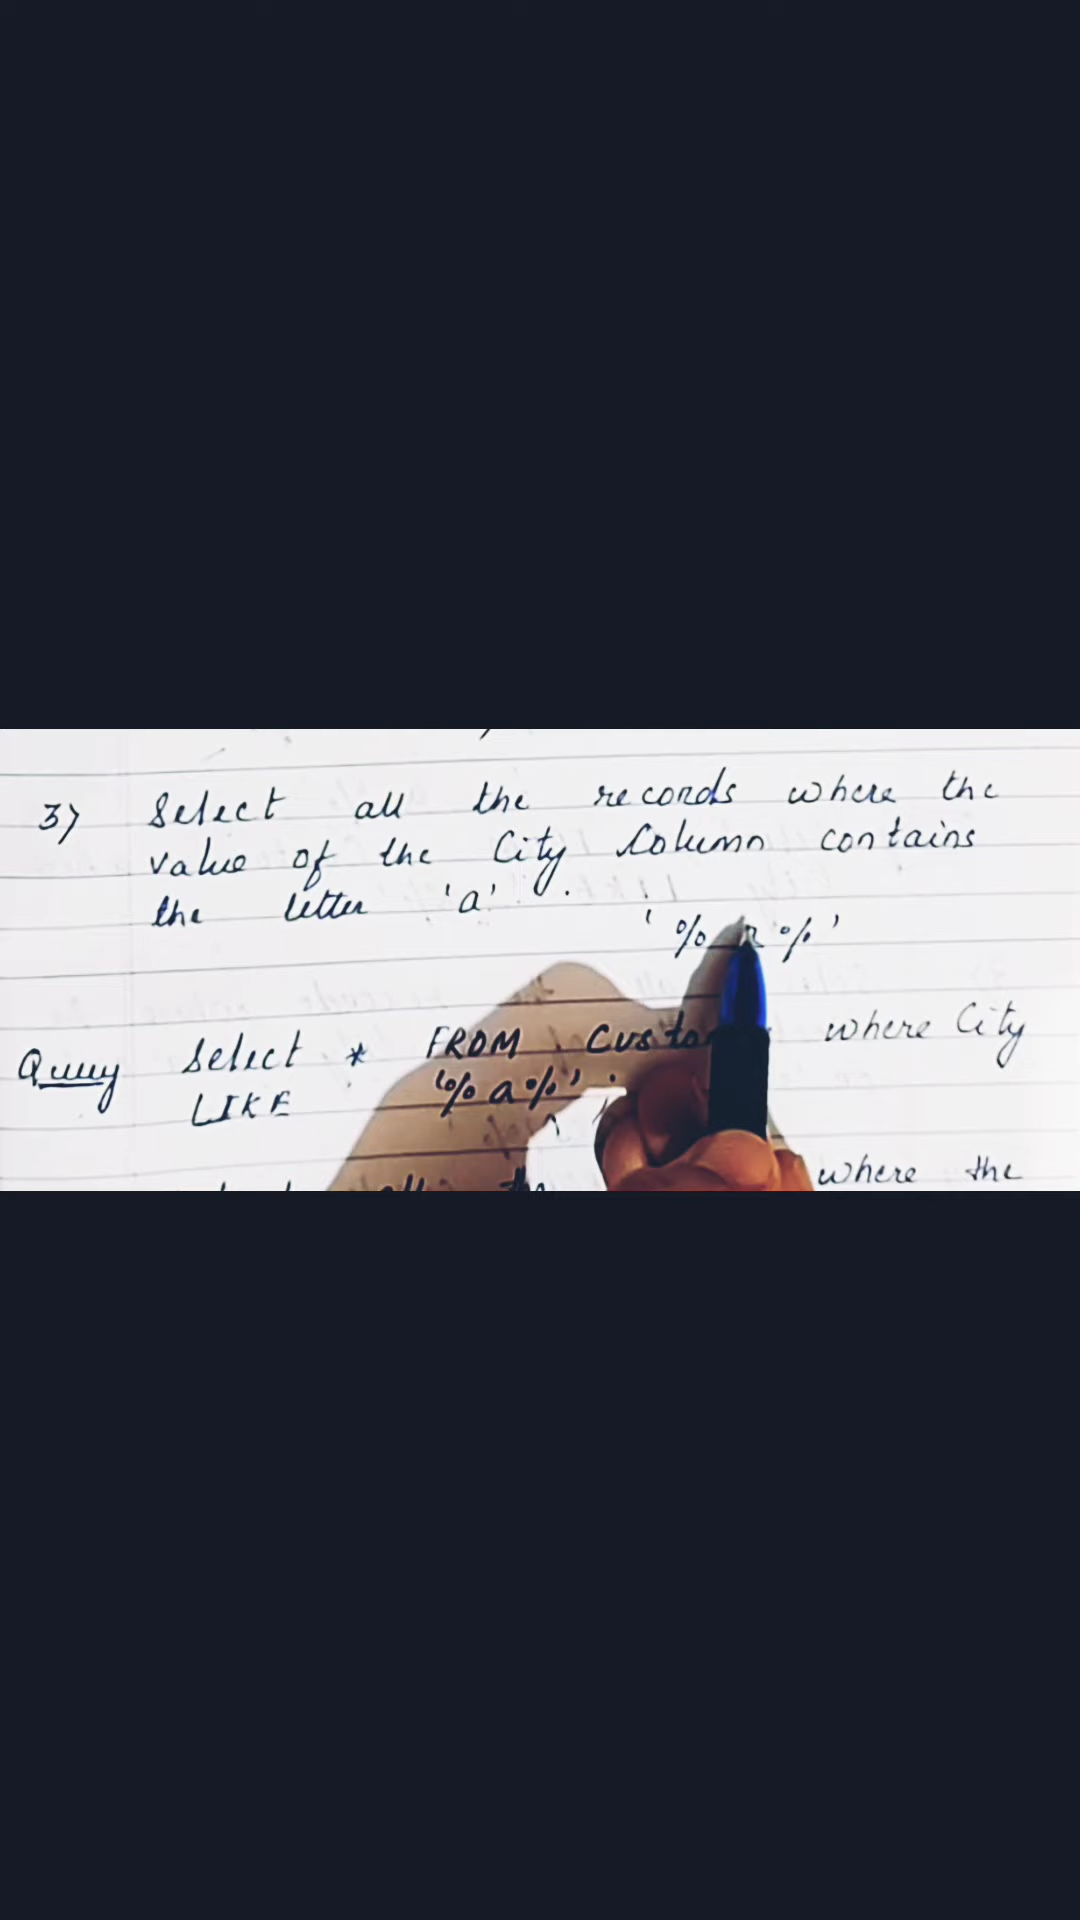 3) Select all the records where the
value of the City Column contains
the letter 'a'.
'% a %'
Query Select * FROM where City
LIKE '%a%'.
the where the